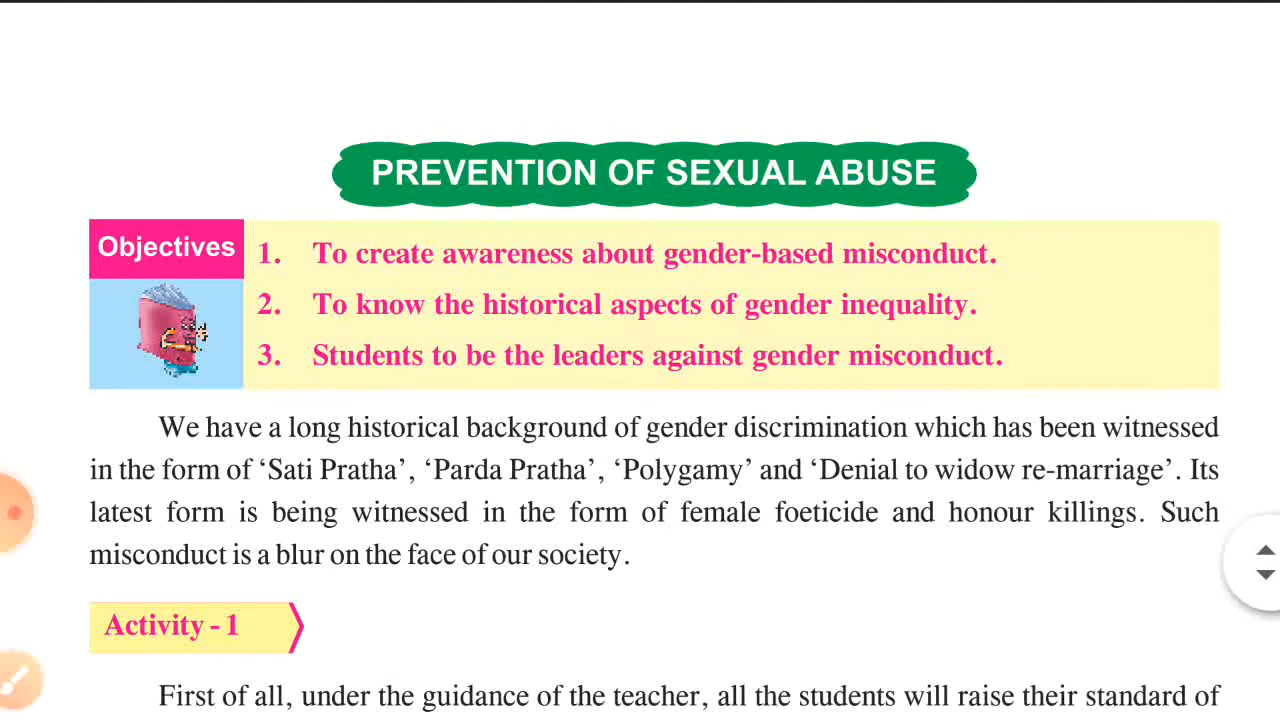 PREVENTION OF SEXUAL ABUSE
Objectives
1. To create awareness about gender-based misconduct.
2. To know the historical aspects of gender inequality.
3. Students to be the leaders against gender misconduct.
We have a long historical background of gender discrimination which has been witnessed
in the form of ‘Sati Pratha’, ‘Parda Pratha’, ‘Polygamy’ and ‘Denial to widow re-marriage’. Its
latest form is being witnessed in the form of female foeticide and honour killings. Such
misconduct is a blur on the face of our society.
Activity - 1
First of all, under the guidance of the teacher, all the students will raise their standard of